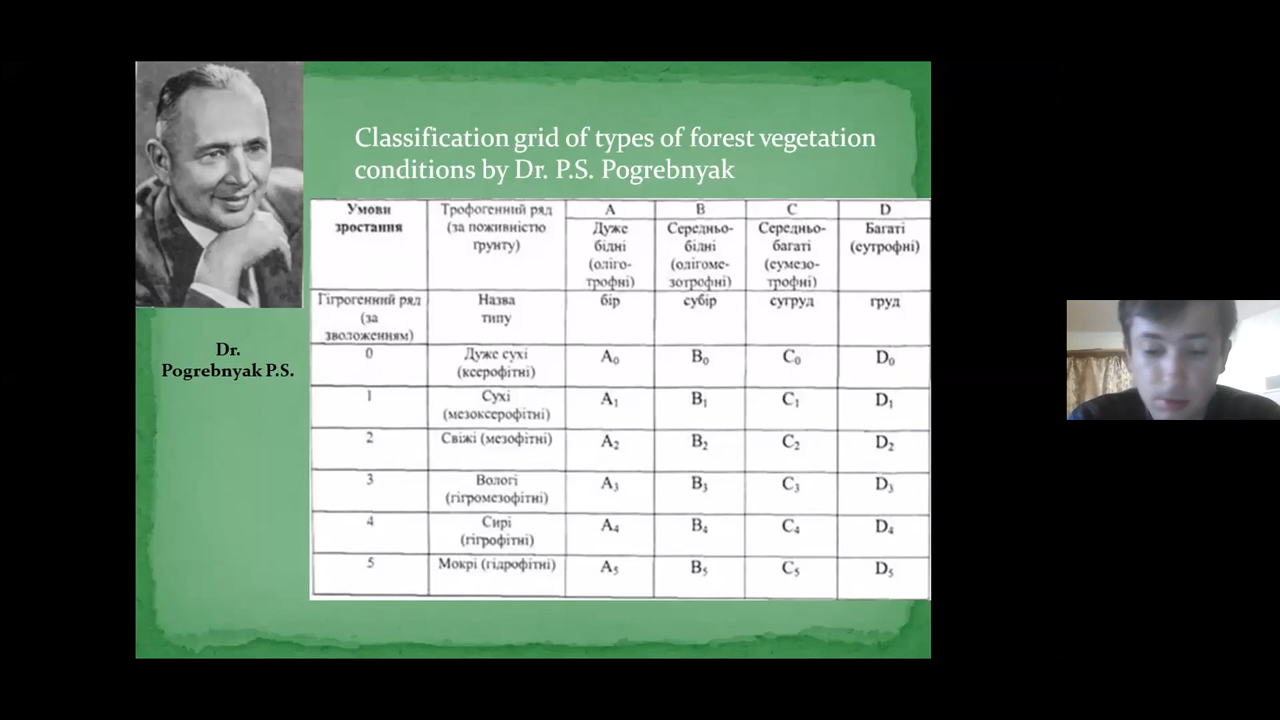 Classification grid of types of forest vegetation
conditions by Dr. P.S. Pogrebnyak
Dr.
Pogrebnyak P.S.
Умови
зростання
Трофогенний ряд
(за поживністю
ґрунту)
A
B
C
D
Дуже
бідні
(оліго-
трофні)
Середньо-
бідні
(олігоме-
зотрофні)
Середньо-
багаті
(еумезо-
трофні)
Багаті
(еутрофні)
Гігрогенний ряд
(за
зволоженням)
Назва
типу
бір
субір
сугруд
груд
0
Дуже сухі
(ксерофітні)
A₀
B₀
C₀
D₀
1
Сухі
(мезоксерофітні)
A₁
B₁
C₁
D₁
2
Свіжі (мезофітні)
A₂
B₂
C₂
D₂
3
Вологі
(гігромезофітні)
A₃
B₃
C₃
D₃
4
Сирі
(гігрофітні)
A₄
B₄
C₄
D₄
5
Мокрі (гідрофітні)
A₅
B₅
C₅
D₅